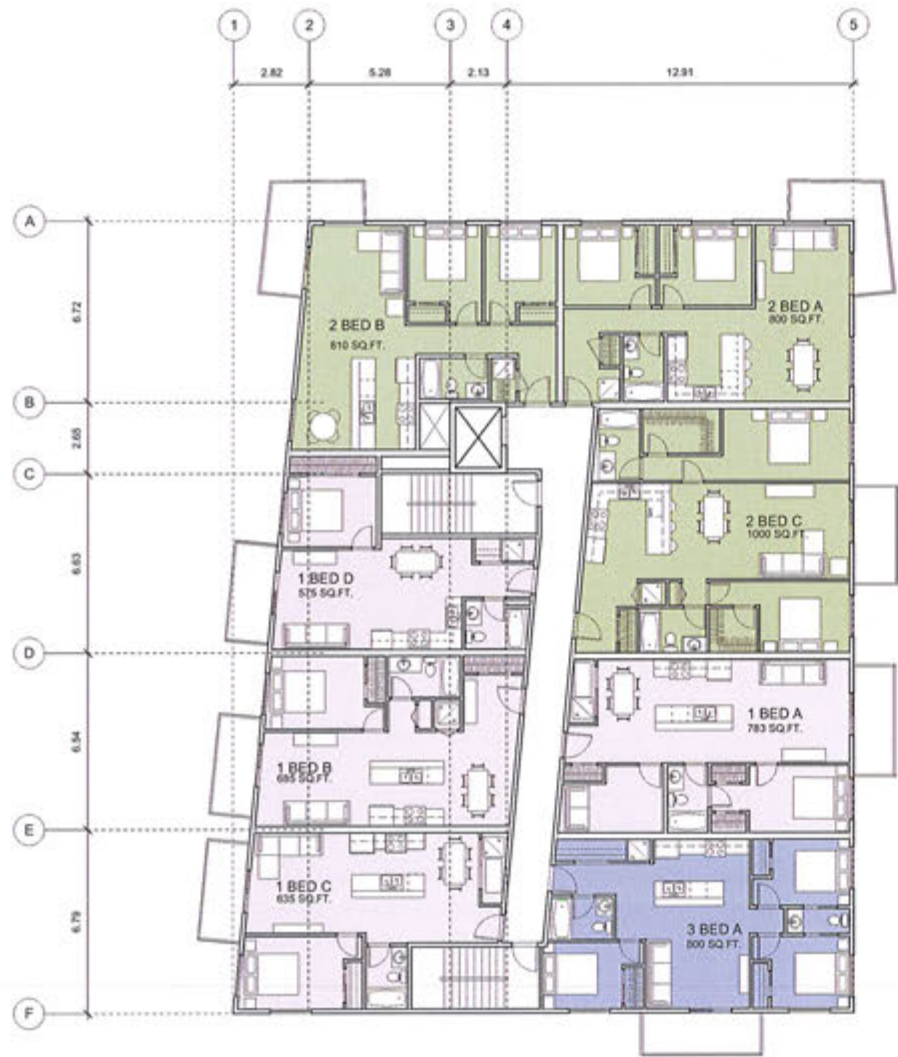 1 2 3 4 5
2.82 5.28 2.13 12.91
A
6.72
2 BED B
810 SQ.FT.
2 BED A
800 SQ.FT.
B
2.65
C
2 BED C
1000 SQ.FT.
6.63
1 BED D
575 SQ.FT.
D
1 BED A
783 SQ.FT.
6.54
1 BED B
685 SQ.FT.
E
1 BED C
635 SQ.FT.
6.79
3 BED A
800 SQ.FT.
F